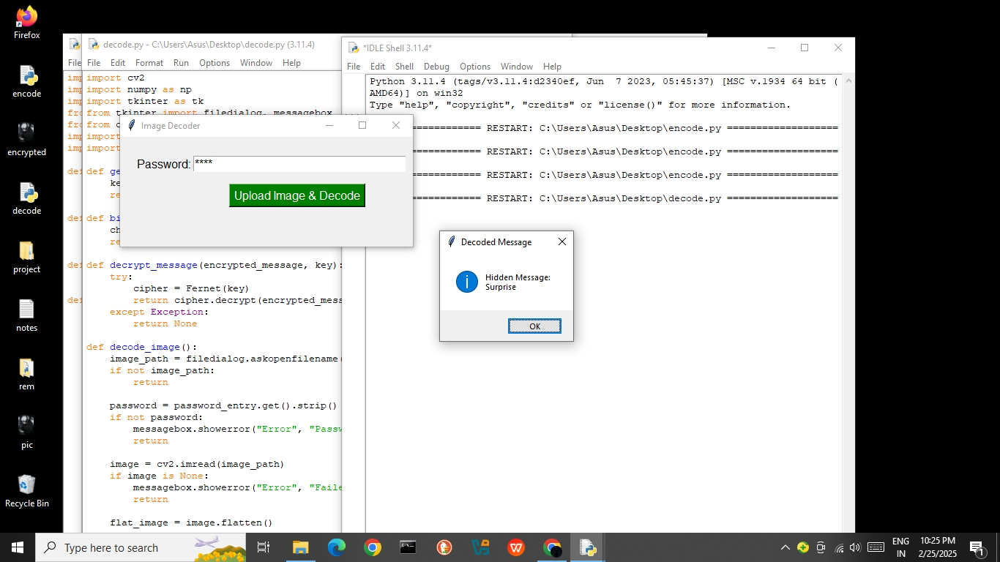 Firefox
encode
encrypted
decode
project
notes
rem
pic
Recycle Bin
File
imp
imp
imp
fro
fro
imp
imp
def
def
def
def
decode.py - C:\Users\Asus\Desktop\decode.py (3.11.4)
File Edit Format Run Options Window Help
import cv2
import numpy as np
import tkinter as tk
from tkinter import filedialog, messagebox
from c
import
import
def ge
ke
re
def bi
ch
re
def decrypt_message(encrypted_message, key):
try:
cipher = Fernet(key)
return cipher.decrypt(encrypted_mess
except Exception:
return None
def decode_image():
image_path = filedialog.askopenfilename(
if not image_path:
return
password = password_entry.get().strip()
if not password:
messagebox.showerror("Error", "Passw
return
image = cv2.imread(image_path)
if image is None:
messagebox.showerror("Error", "Faile
return
flat_image = image.flatten()
Image Decoder
Password: ****
Upload Image & Decode
*IDLE Shell 3.11.4*
File Edit Shell Debug Options Window Help
Python 3.11.4 (tags/v3.11.4:d2340ef, Jun  7 2023, 05:45:37) [MSC v.1934 64 bit (
AMD64)] on win32
Type "help", "copyright", "credits" or "license()" for more information.
============ RESTART: C:\Users\Asus\Desktop\encode.py ===================
============ RESTART: C:\Users\Asus\Desktop\encode.py ===================
============ RESTART: C:\Users\Asus\Desktop\encode.py ===================
============ RESTART: C:\Users\Asus\Desktop\decode.py ===================
Decoded Message
Hidden Message:
Surprise
OK
Type here to search
ENG
IN
10:25 PM
2/25/2025
1